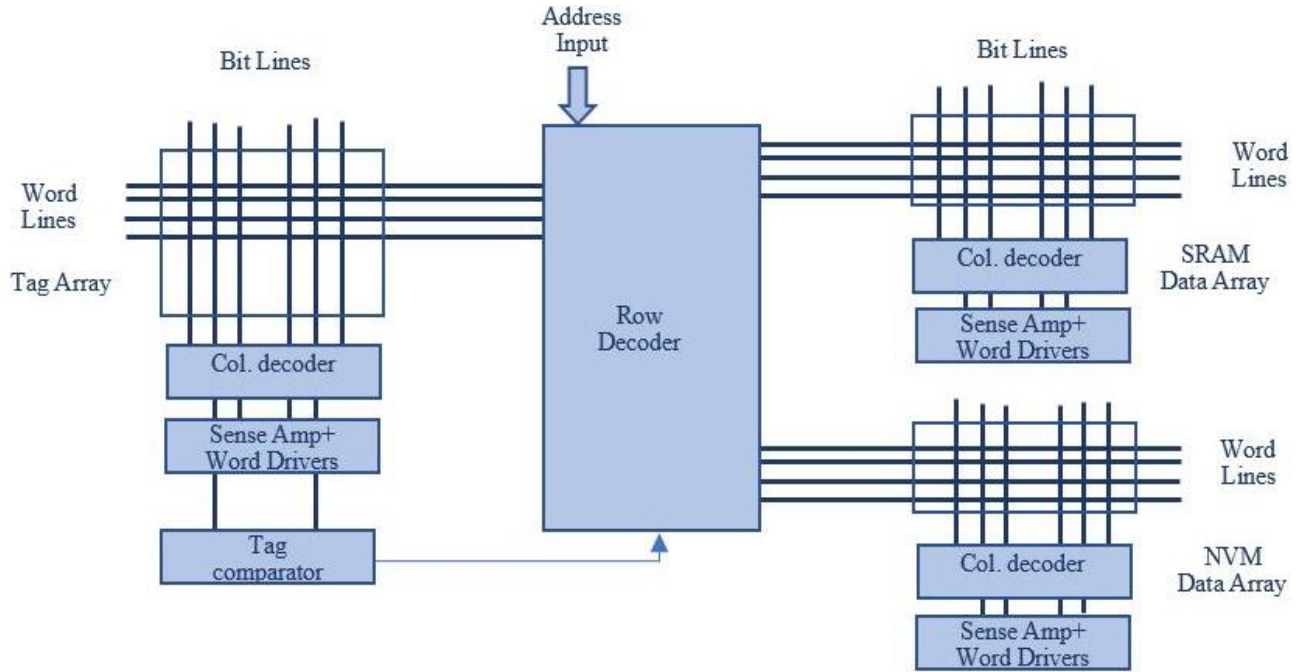 Address
Input
Bit Lines
Bit Lines
Word
Lines
Word
Lines
Tag Array
Col. decoder
SRAM
Data Array
Row
Decoder
Sense Amp+
Word Drivers
Col. decoder
Sense Amp+
Word Drivers
Word
Lines
Tag
comparator
Col. decoder
NVM
Data Array
Sense Amp+
Word Drivers